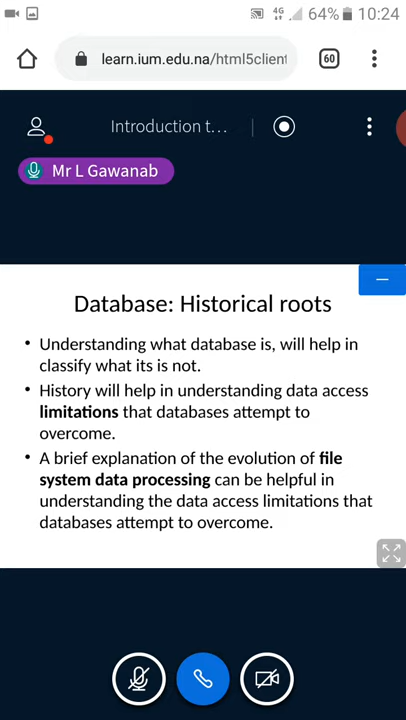 4G 64% 10:24
learn.ium.edu.na/html5client
60
Introduction t...
Mr L Gawanab
Database: Historical roots
• Understanding what database is, will help in
classify what its is not.
• History will help in understanding data access
limitations that databases attempt to
overcome.
• A brief explanation of the evolution of file
system data processing can be helpful in
understanding the data access limitations that
databases attempt to overcome.